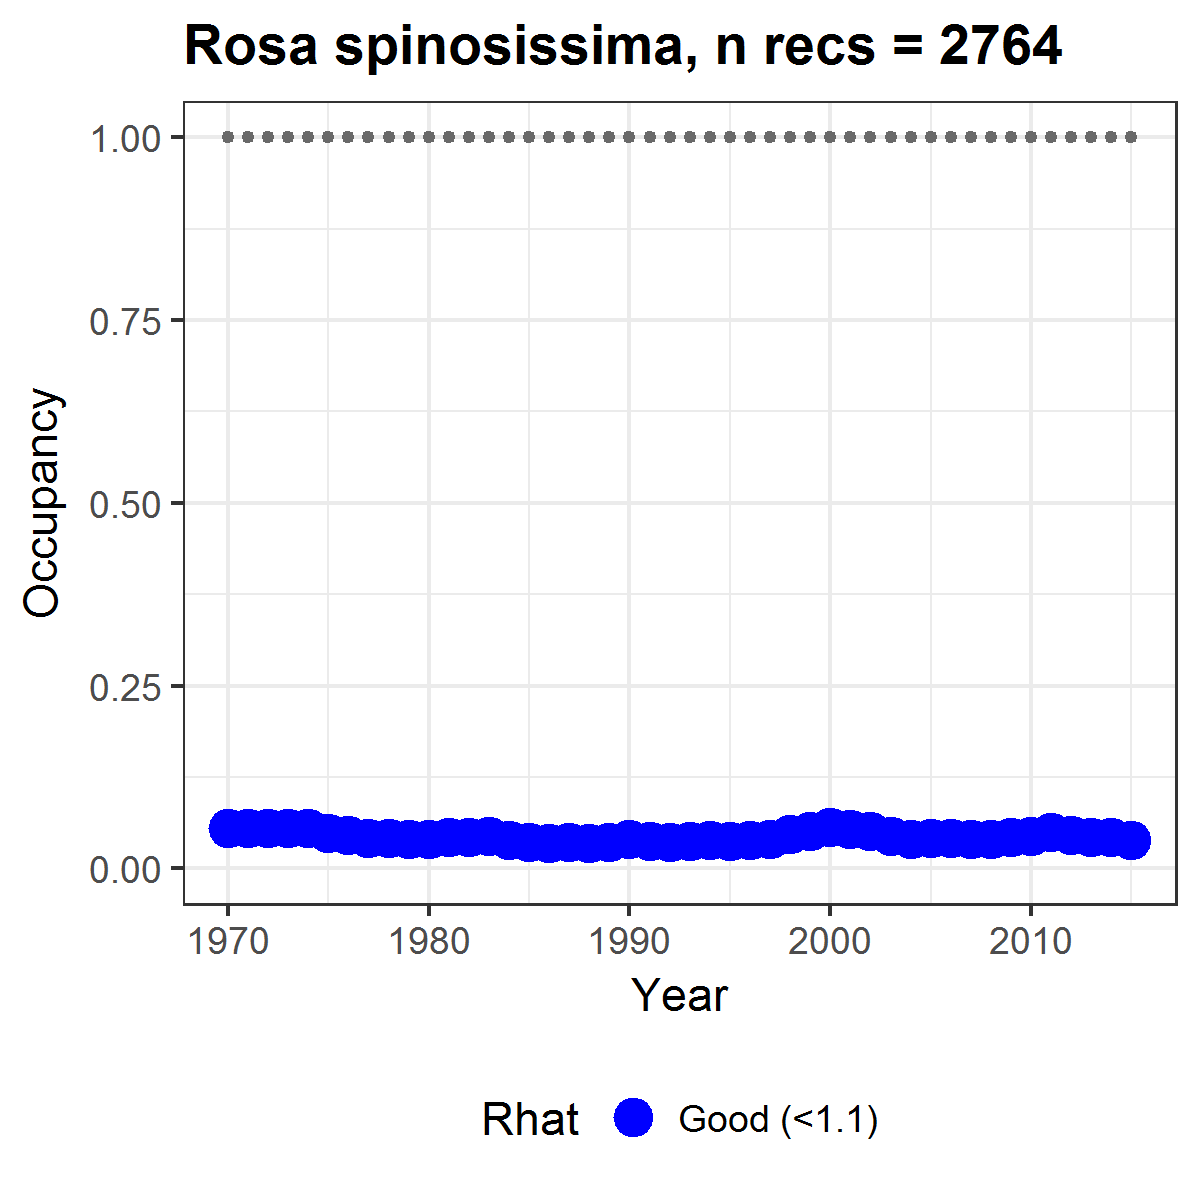 Rosa spinosissima, n recs = 2764
1.00
0.75
0.50
0.25
0.00
Occupancy
1970 1980 1990 2000 2010
Year
Rhat Good (<1.1)